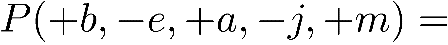 P(+b, −e, +a, −j, +m) =